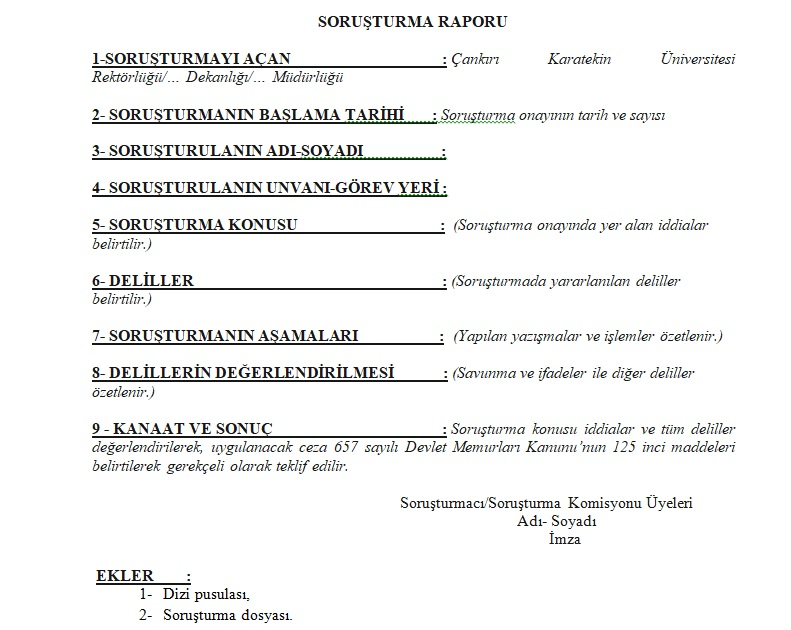 SORUŞTURMA RAPORU
1-SORUŞTURMAYI AÇAN : Çankırı Karatekin Üniversitesi
Rektörlüğü/... Dekanlığı/... Müdürlüğü
2- SORUŞTURMANIN BAŞLAMA TARİHİ : Soruşturma onayının tarih ve sayısı
3- SORUŞTURULANIN ADI-SOYADI :
4- SORUŞTURULANIN UNVANI-GÖREV YERİ :
5- SORUŞTURMA KONUSU : (Soruşturma onayında yer alan iddialar
belirtilir.)
6- DELİLLER : (Soruşturmada yararlanılan deliller
belirtilir.)
7- SORUŞTURMANIN AŞAMALARI : (Yapılan yazışmalar ve işlemler özetlenir.)
8- DELİLLERİN DEĞERLENDİRİLMESİ : (Savunma ve ifadeler ile diğer deliller
özetlenir.)
9 - KANAAT VE SONUÇ : Soruşturma konusu iddialar ve tüm deliller
değerlendirilerek, uygulanacak ceza 657 sayılı Devlet Memurları Kanunu’nun 125 inci maddeleri
belirtilerek gerekçeli olarak teklif edilir.
Soruşturmacı/Soruşturma Komisyonu Üyeleri
Adı- Soyadı
İmza
EKLER :
1- Dizi pusulası,
2- Soruşturma dosyası.